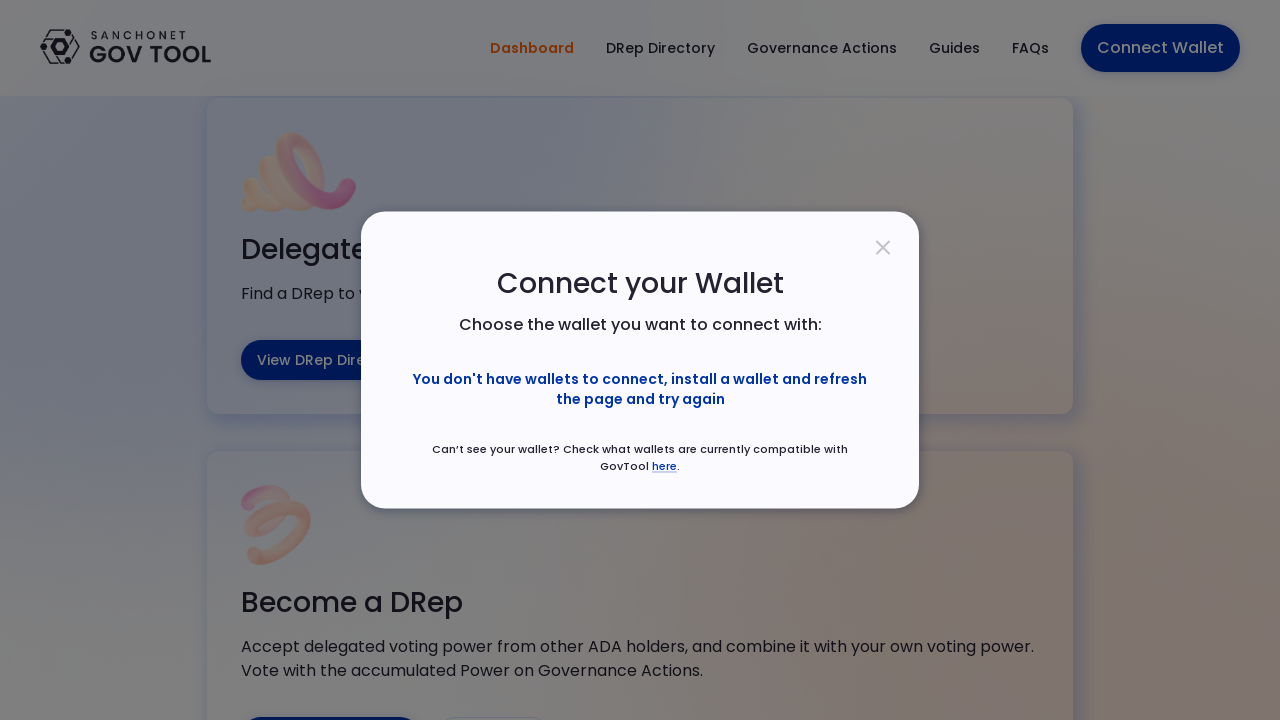 SANCHONET
GOV TOOL
Dashboard
DRep Directory
Governance Actions
Guides
FAQs
Connect Wallet
Delegate
Find a DRep to
View DRep Dire
Connect your Wallet
Choose the wallet you want to connect with:
You don't have wallets to connect, install a wallet and refresh
the page and try again
Can't see your wallet? Check what wallets are currently compatible with
GovTool here.
Become a DRep
Accept delegated voting power from other ADA holders, and combine it with your own voting power.
Vote with the accumulated Power on Governance Actions.